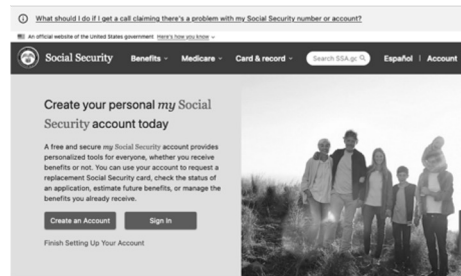 What should I do if I get a call claiming there's a problem with my Social Security number or account?
An official website of the United States government Here's how you know
Social Security Benefits Medicare Card & record Search SSA.gc Español | Account
Create your personal my Social
Security account today
A free and secure my Social Security account provides
personalized tools for everyone, whether you receive
benefits or not. You can use your account to request a
replacement Social Security card, check the status of
an application, estimate future benefits, or manage the
benefits you already receive.
Create an Account Sign In
Finish Setting Up Your Account